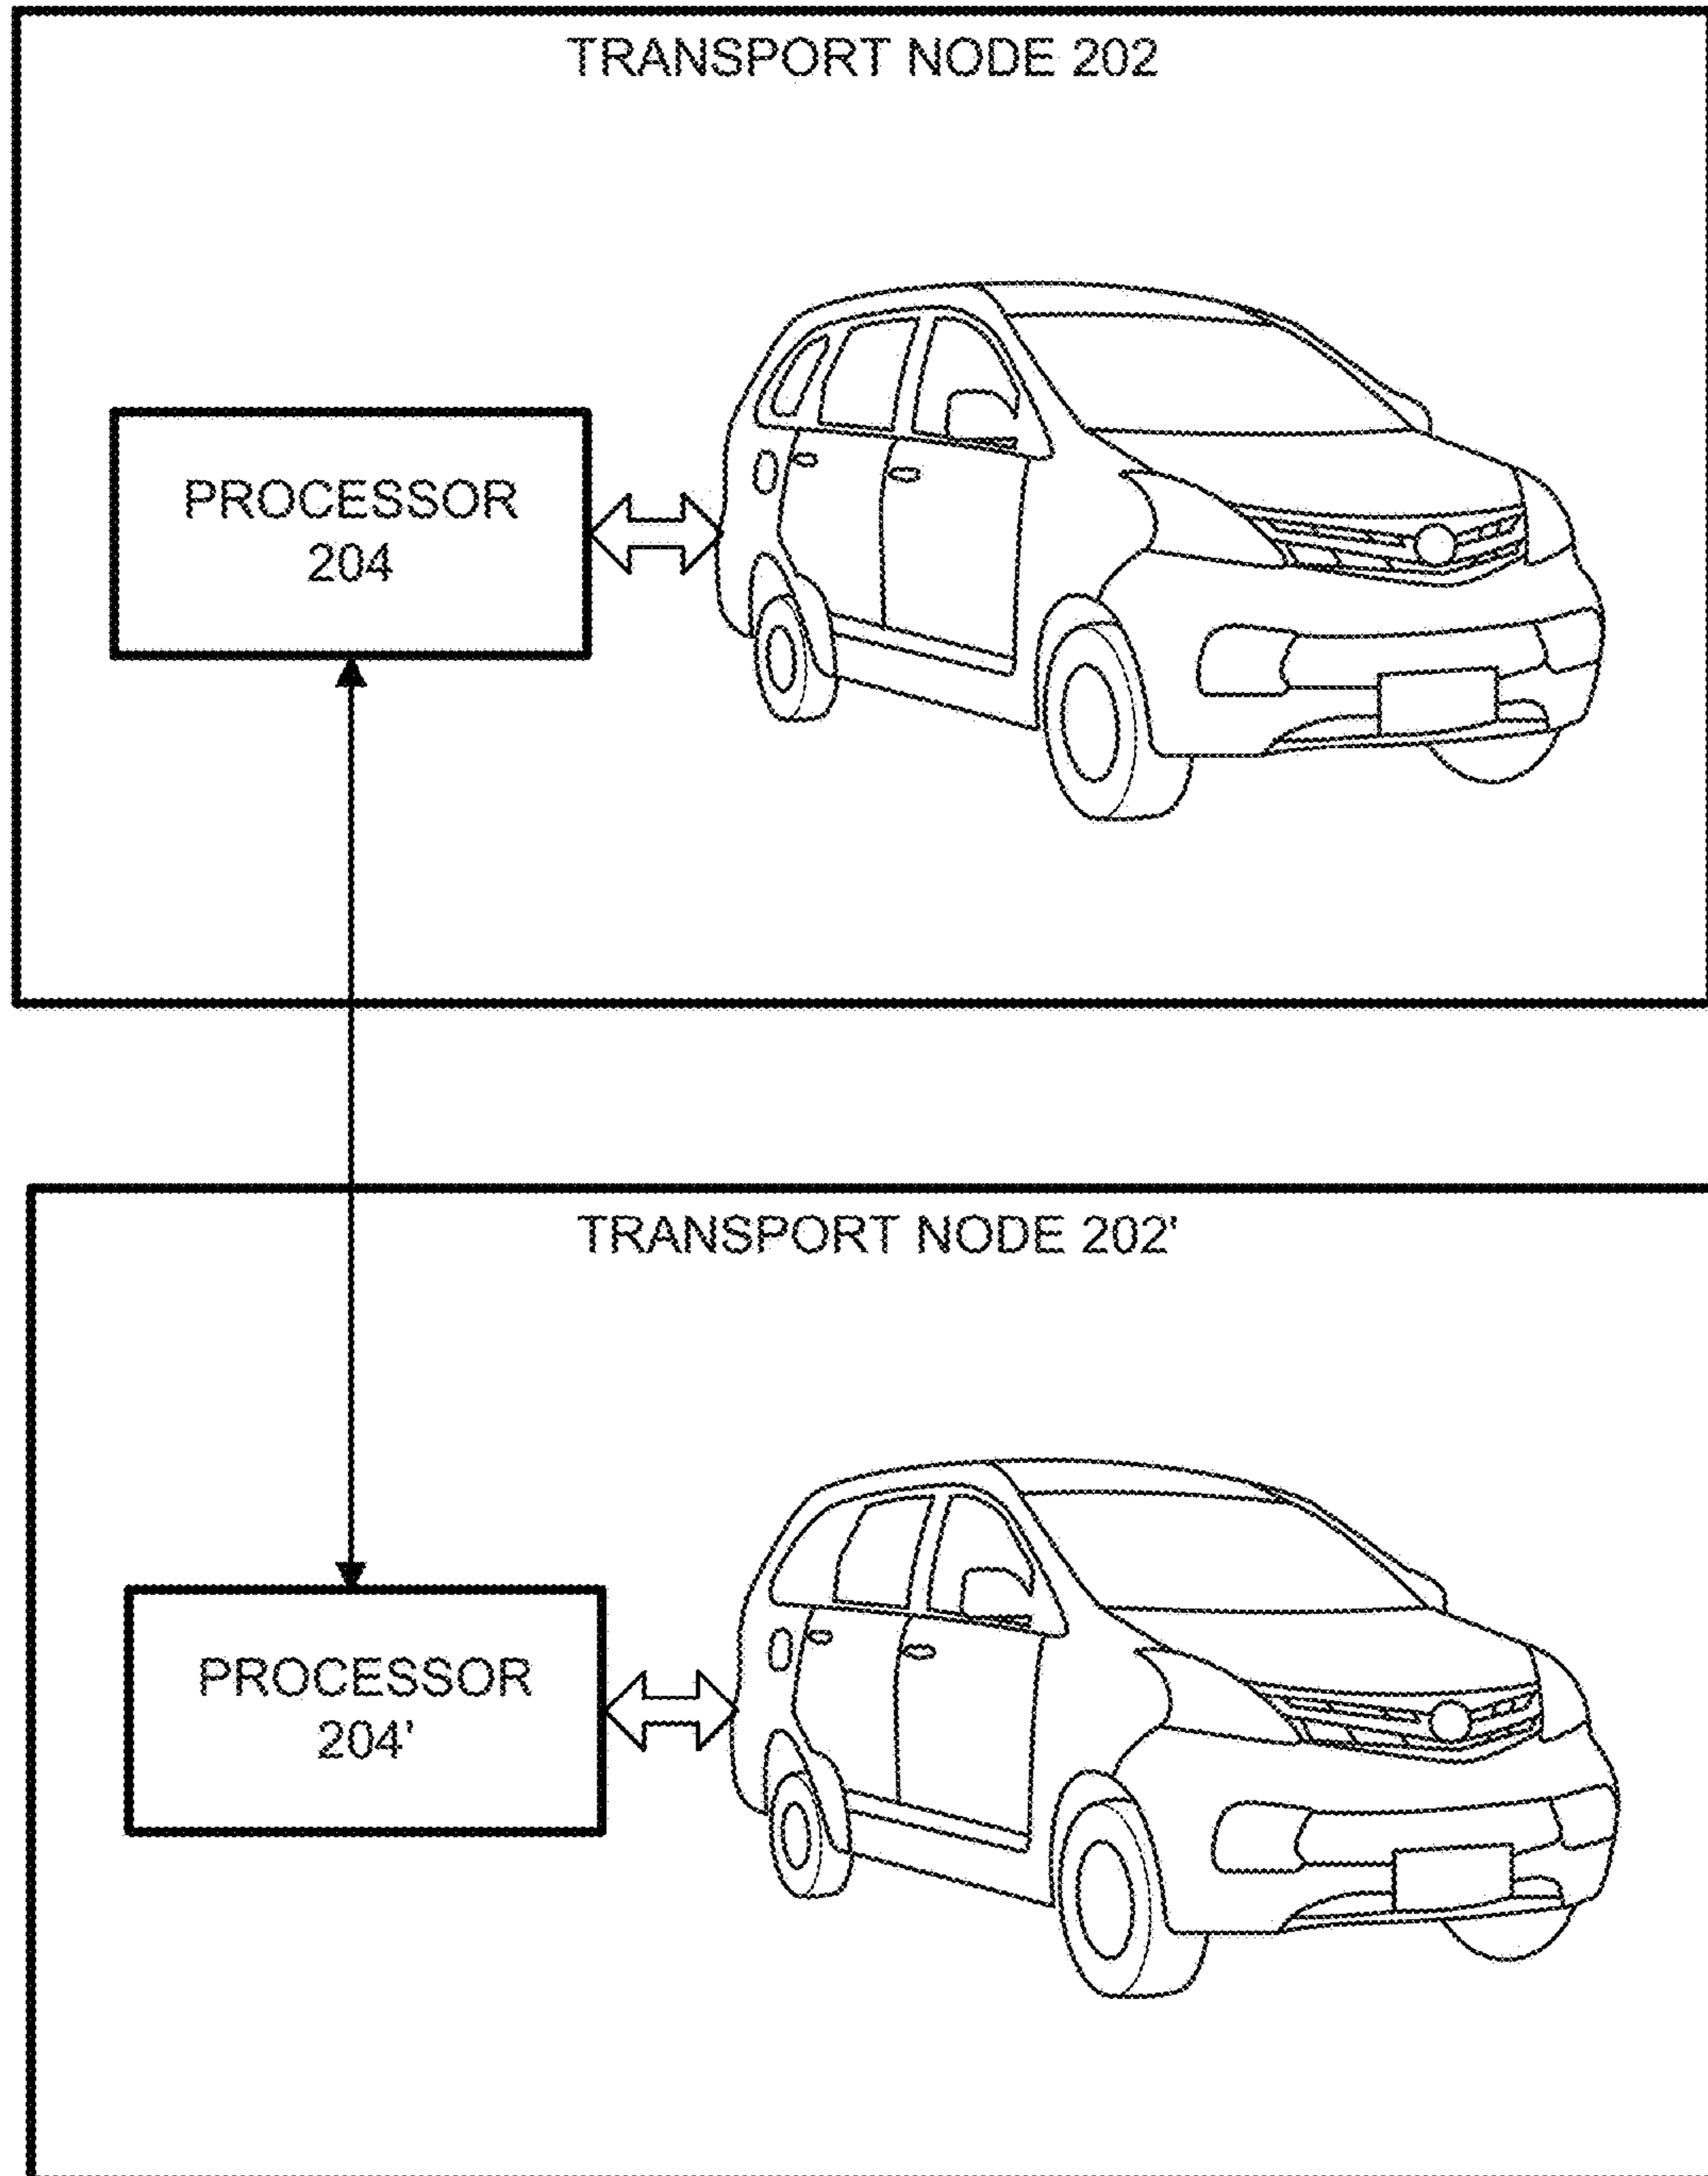 TRANSPORT NODE 202
PROCESSOR
204
TRANSPORT NODE 202'
PROCESSOR
204'